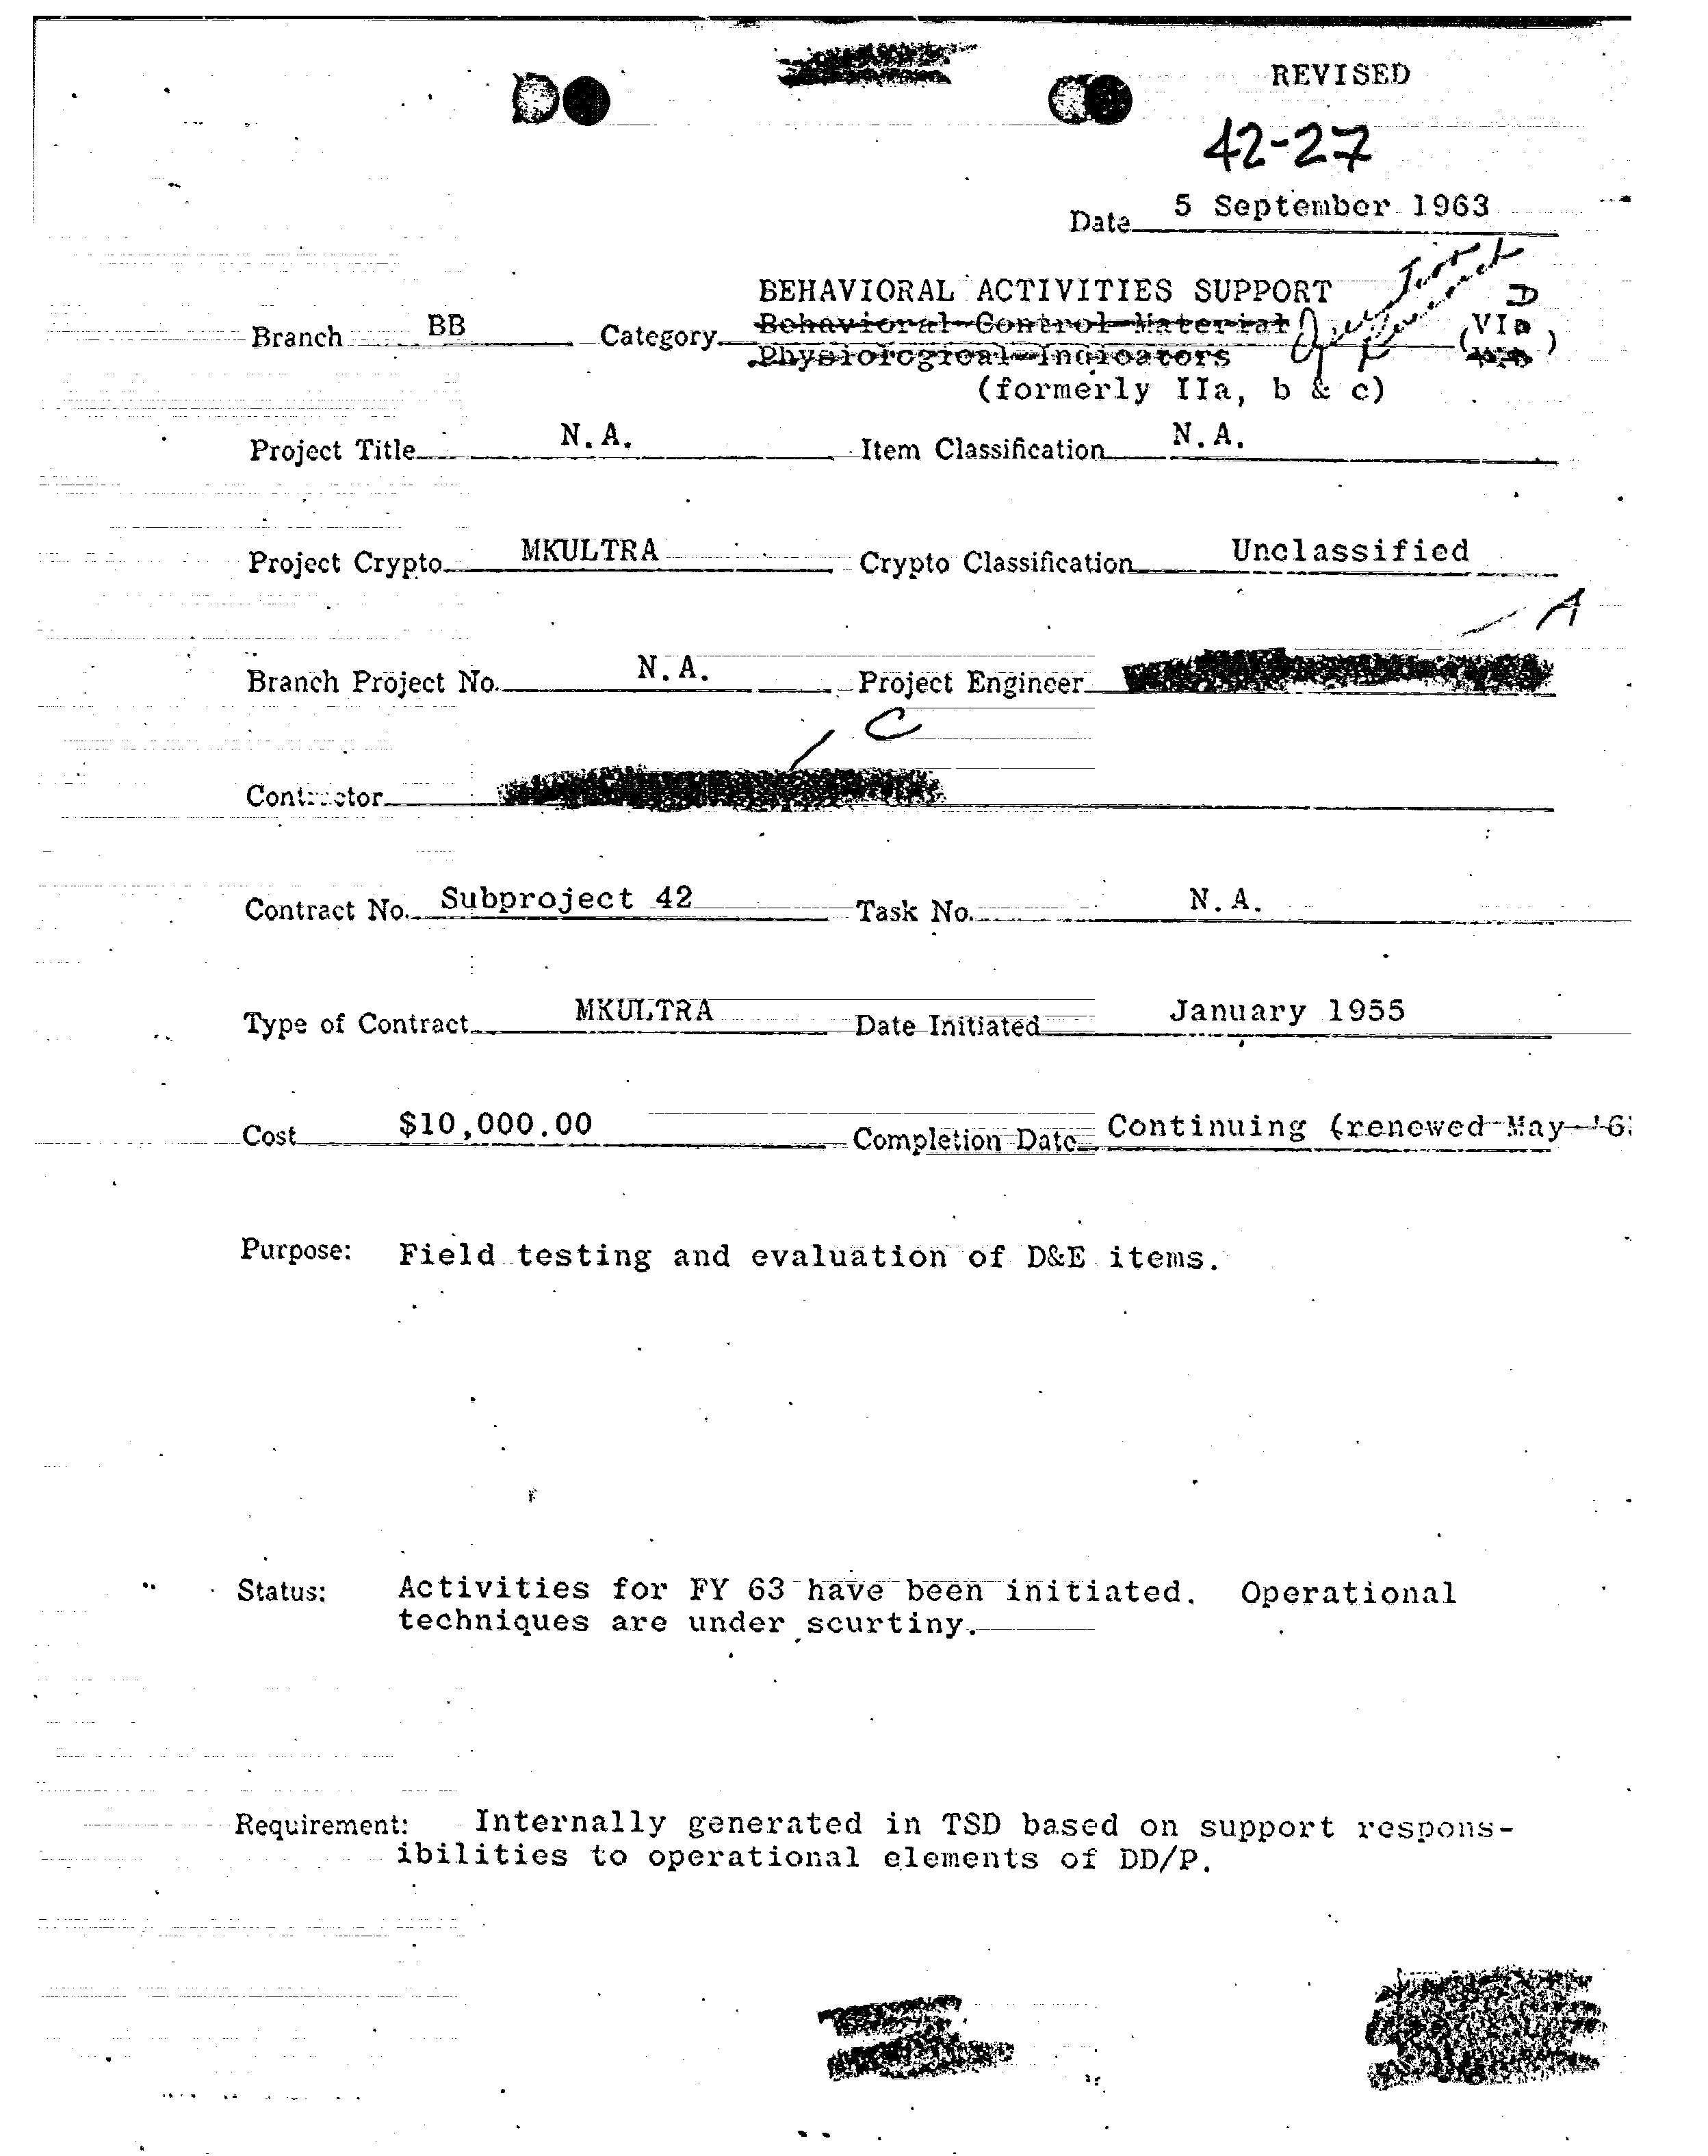 REVISED
42-27
Date 5 September 1963
BEHAVIORAL ACTIVITIES SUPPORT
Branch BB Category Behavioral Control Material (VIa)
Physiological Indicators
(formerly IIa, b & c)
Project Title N.A. Item Classification N.A.
Project Crypto MKULTRA Crypto Classification Unclassified
A
Branch Project No. N.A. Project Engineer
C
Contractor
Contract No. Subproject 42 Task No. N.A.
Type of Contract MKULTRA Date Initiated January 1955
Cost $10,000.00 Completion Date Continuing (renewed May '6
Purpose: Field testing and evaluation of D&E items.
Status: Activities for FY 63 have been initiated. Operational
techniques are under scurtiny.
Requirement: Internally generated in TSD based on support respons-
ibilities to operational elements of DD/P.